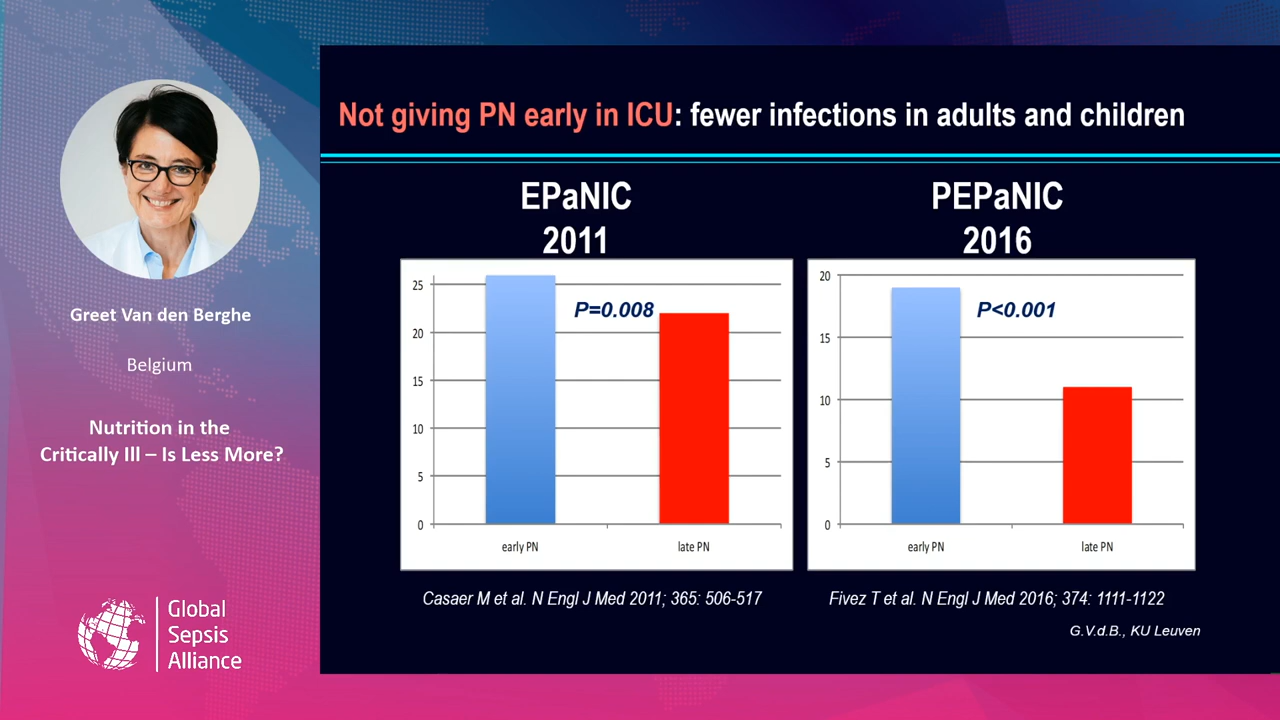 Greet Van den Berghe
Belgium
Nutrition in the
Critically Ill – Is Less More?
Global
Sepsis
Alliance
Not giving PN early in ICU: fewer infections in adults and children
EPaNIC
2011
25
20
15
10
5
0
P=0.008
early PN
late PN
Casaer M et al. N Engl J Med 2011; 365: 506-517
PEPaNIC
2016
20
15
10
5
0
P<0.001
early PN
late PN
Fivez T et al. N Engl J Med 2016; 374: 1111-1122
G.V.d.B., KU Leuven